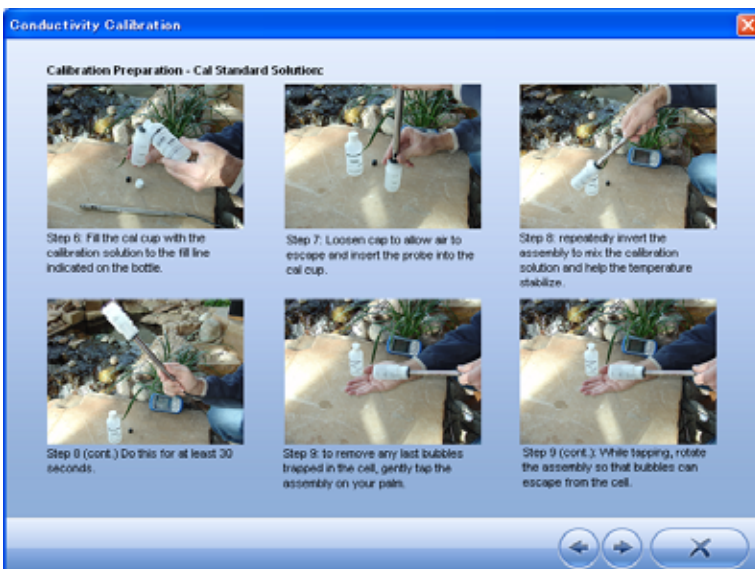 Conductivity Calibration
Calibration Preparation - Cal Standard Solution:
Step 6: Fill the cal cup with the
calibration solution to the fill line
indicated on the bottle.
Step 7: Loosen cap to allow air to
escape and insert the probe into the
cal cup.
Step 8: repeatedly invert the
assembly to mix the calibration
solution and help the temperature
stabilize.
Step 8 (cont.) Do this for at least 30
seconds.
Step 9: to remove any last bubbles
trapped in the cell, gently tap the
assembly on your palm.
Step 9 (cont.): While tapping, rotate
the assembly so that bubbles can
escape from the cell.